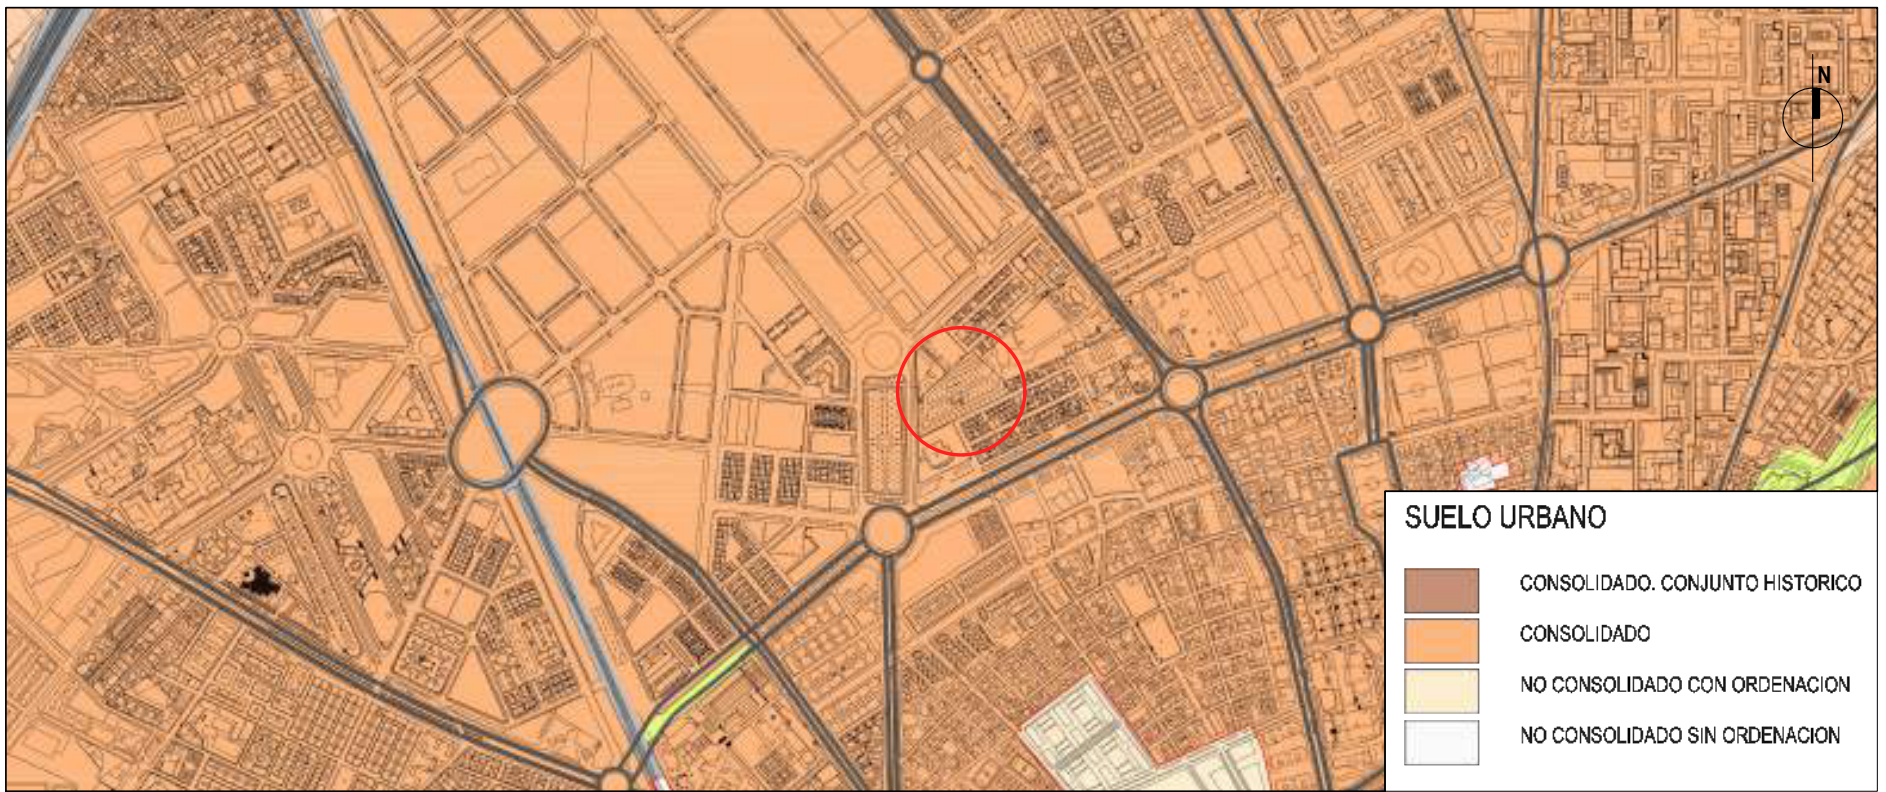 N
SUELO URBANO
CONSOLIDADO. CONJUNTO HISTORICO
CONSOLIDADO
NO CONSOLIDADO CON ORDENACION
NO CONSOLIDADO SIN ORDENACION